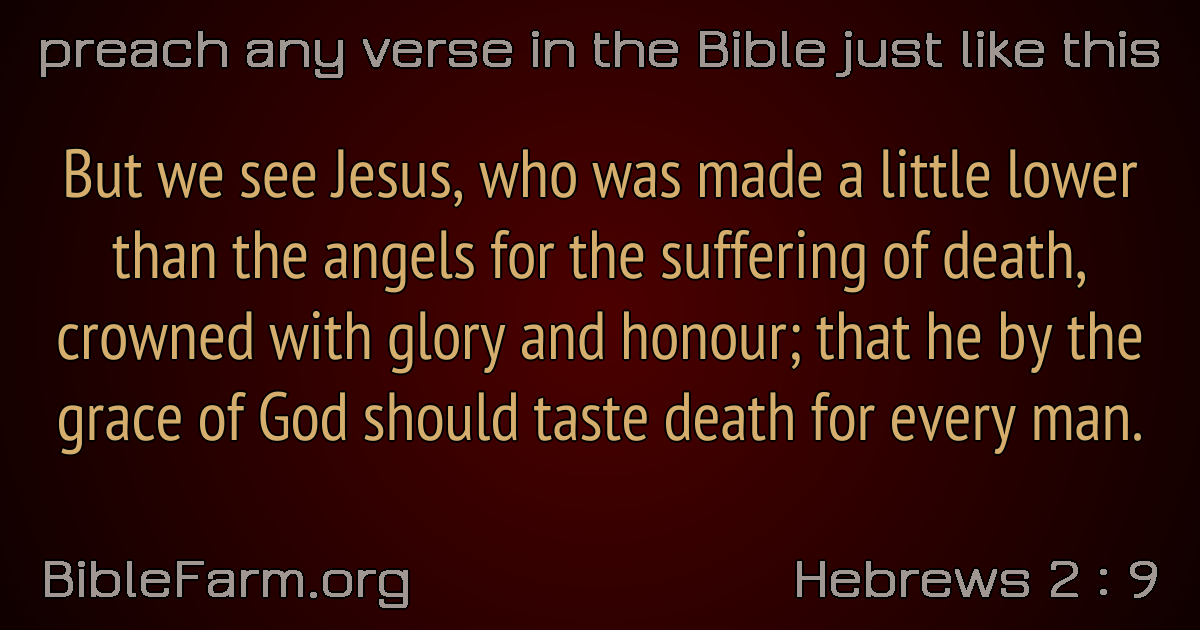 preach any verse in the Bible just like this
But we see Jesus, who was made a little lower
than the angels for the suffering of death,
crowned with glory and honour; that he by the
grace of God should taste death for every man.
BibleFarm.org
Hebrews 2 : 9